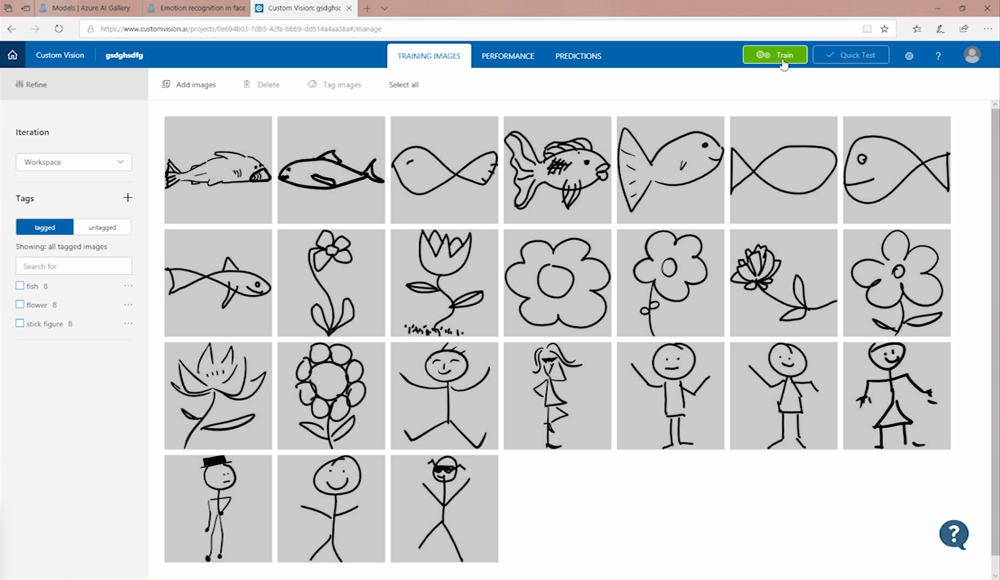 Models | Azure AI Gallery
Emotion recognition in face
Custom Vision: gsdghsc
https://www.customvision.ai/projects/0e694b03-7db5-42fa-bbb9-dd514a4aa38a#/manage
Custom Vision
gsdghsdfg
TRAINING IMAGES
PERFORMANCE
PREDICTIONS
Train
Quick Test
?
Refine
Add images
Delete
Tag images
Select all
Iteration
Workspace
Tags
tagged
untagged
Showing: all tagged images
Search for
fish 8
flower 8
stick figure 8
?